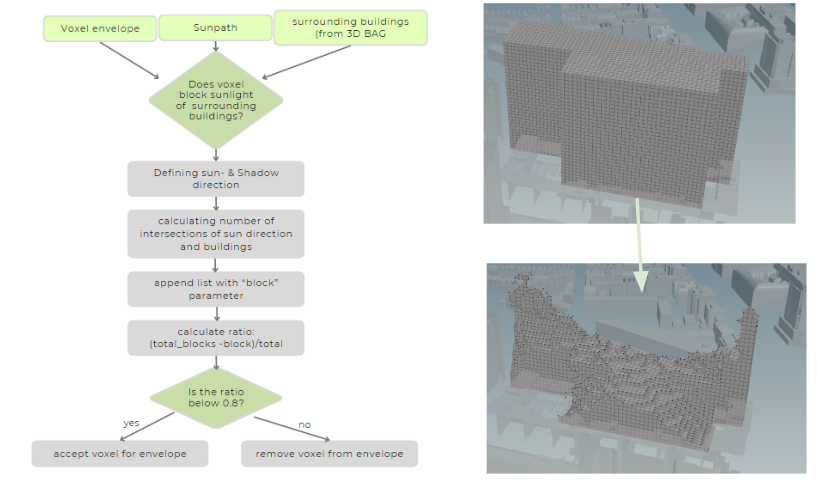 Voxel envelope
Sunpath
surrounding buildings
(from 3D BAG
Does voxel
block sunlight
of surrounding
buildings?
Defining sun- & Shadow
direction
calculating number of
intersections of sun direction
and buildings
append list with "block"
parameter
calculate ratio:
(total_blocks -block)/total
Is the ratio
below 0.8?
yes
no
accept voxel for envelope
remove voxel from envelope